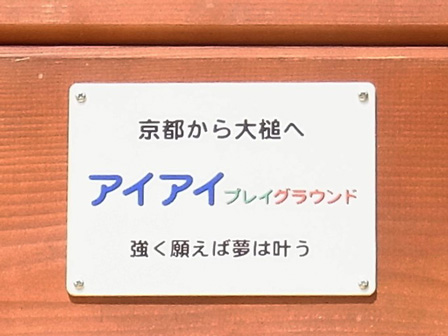 京都から大槌へ
アイアイプレイグラウンド
強く願えば夢は叶う